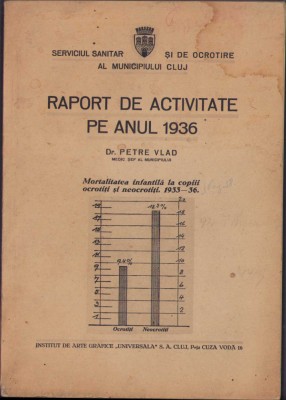 SERVICIUL SANITAR ȘI DE OCROTIRE
AL MUNICIPIULUI CLUJ
RAPORT DE ACTIVITATE
PE ANUL 1936
Dr. PETRE VLAD
MEDIC ȘEF AL MUNICIPIULUI
Mortalitatea infantilă la copiii
ocrotiți și neocrotiți. 1933—36.
Ocrotiți Neocrotiți
INSTITUT DE ARTE GRAFICE „UNIVERSALA" S. A. CLUJ, P-ța CUZA VODĂ 16